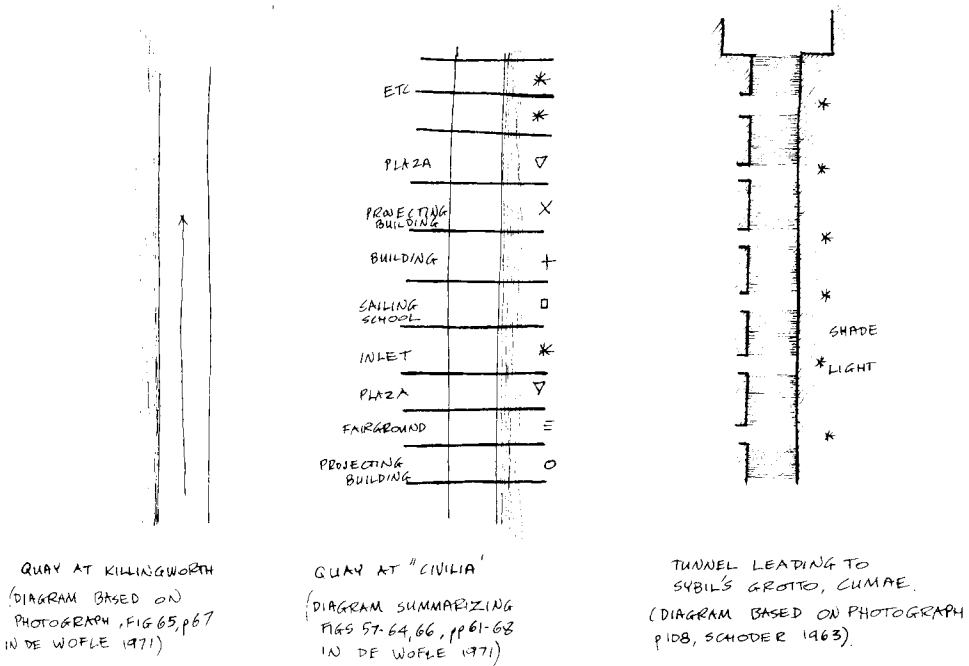 ETC
PLAZA
PROJECTING
BUILDING
BUILDING
SAILING
SCHOOL
INLET
PLAZA
FAIRGROUND
PROJECTING
BUILDING
SHADE
LIGHT
QUAY AT KILLINGWORTH
(DIAGRAM BASED ON
PHOTOGRAPH, FIG 65, p67
IN DE WOFLE 1971)
QUAY AT "CIVILIA"
(DIAGRAM SUMMARIZING
FIGS 57-64, 66, pp 61-68
IN DE WOFLE 1971)
TUNNEL LEADING TO
SYBIL'S GROTTO, CUMAE.
(DIAGRAM BASED ON PHOTOGRAPH
p108, SCHODER 1963).